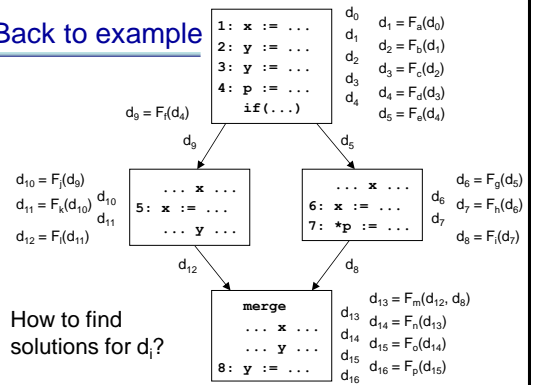 Back to example
1: x := ...
2: y := ...
3: y := ...
4: p := ...
if(...)
d0
d1
d2
d3
d4
d1 = Fa(d0)
d2 = Fb(d1)
d3 = Fc(d2)
d4 = Fd(d3)
d5 = Fe(d4)
d9 = Ff(d4)
d9
d5
d10 = Fj(d9)
d11 = Fk(d10)
d12 = Fl(d11)
d10
d11
... x ...
5: x := ...
... y ...
... x ...
6: x := ...
7: *p := ...
d6
d7
d6 = Fg(d5)
d7 = Fh(d6)
d8 = Fi(d7)
d12
d8
How to find
solutions for di?
merge
... x ...
... y ...
8: y := ...
d13
d14
d15
d16
d13 = Fm(d12, d8)
d14 = Fn(d13)
d15 = Fo(d14)
d16 = Fp(d15)